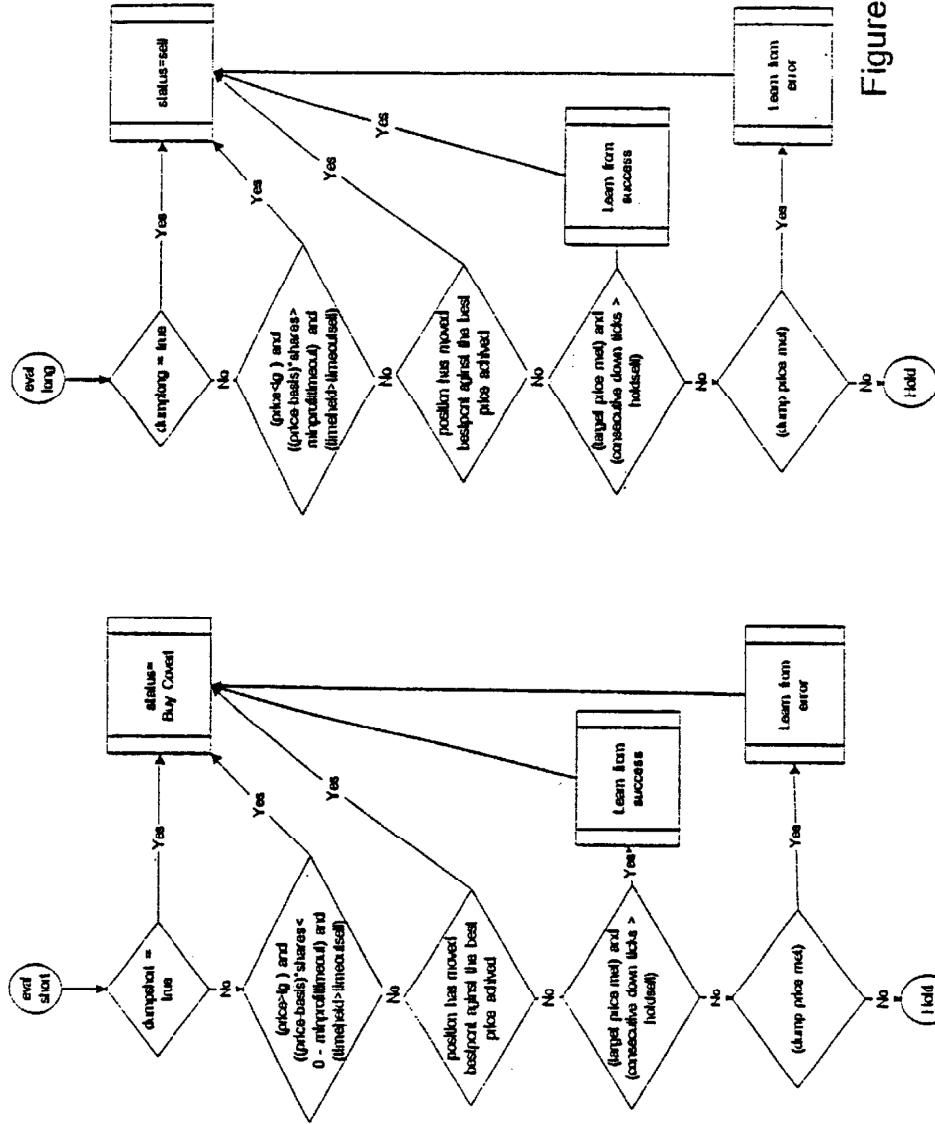 eval
short
dumpshort =
true
Yes
status=
Buy Cover!
No
(price>tg ) and
((price-basis)*shares<
0 - minprofittimeout) and
(timeheld>timeoutsell)
Yes
No
position has moved
bestpcnt aginst the best
price achived
Yes
No
(target price met) and
(consecutive down ticks >
holdsell)
Yes
Learn from
success
No
(dump price met)
Yes
Learn from
error
No
Hold
eval
long
dumplong = true
Yes
status=sell
No
(price<tg ) and
((price-basis)*shares>
minprofittimeout) and
(timeheld>timeoutsell)
Yes
No
position has moved
bestpcnt aginst the best
price achived
Yes
No
(target price met) and
(consecutive down ticks >
holdsell)
Learn from
success
Yes
No
(dump price met)
Yes
Learn from
error
No
Hold
Figure